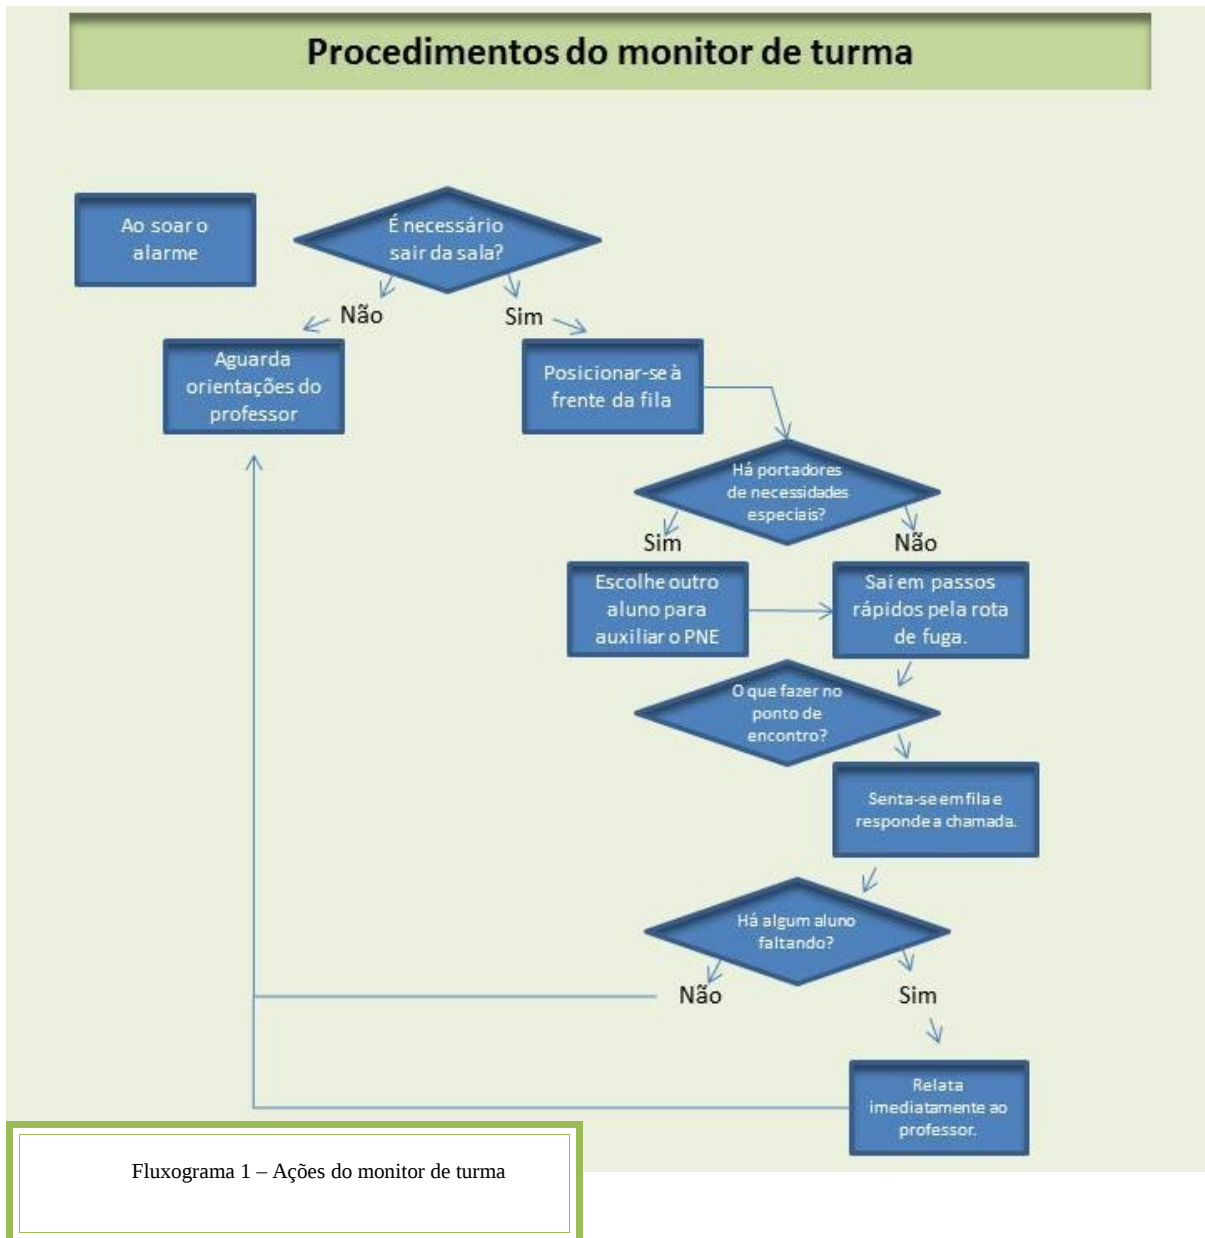 Procedimentos do monitor de turma
Ao soar o
alarme
É necessário
sair da sala?
Não
Sim
Aguarda
orientações do
professor
Posicionar-se à
frente da fila
Há portadores
de necessidades
especiais?
Sim
Não
Escolhe outro
aluno para
auxiliar o PNE
Sai em passos
rápidos pela rota
de fuga.
O que fazer no
ponto de
encontro?
Senta-se em fila e
responde a chamada.
Há algum aluno
faltando?
Não
Sim
Relata
imediatamente ao
professor.
Fluxograma 1 – Ações do monitor de turma